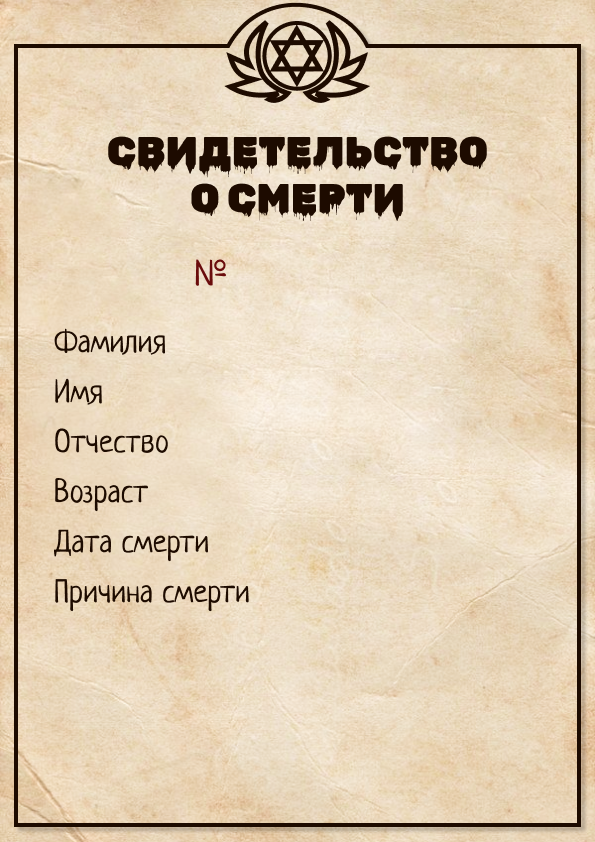 СВИДЕТЕЛЬСТВО
О СМЕРТИ
№
Фамилия
Имя
Отчество
Возраст
Дата смерти
Причина смерти